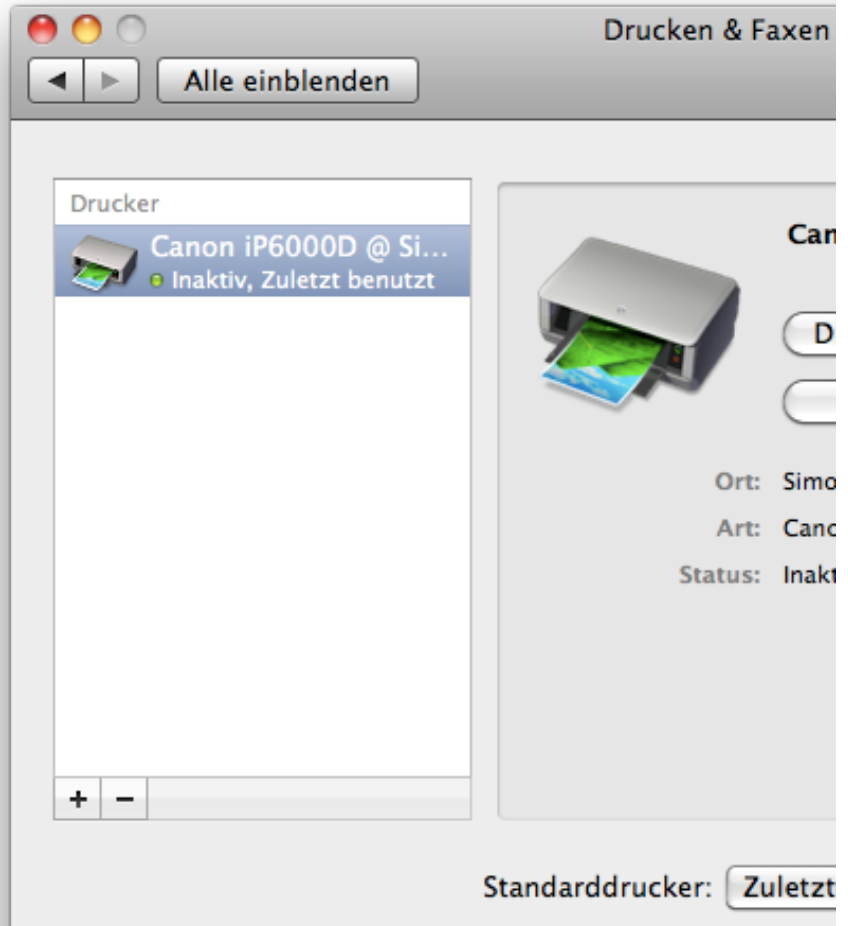 Drucken & Faxen
Alle einblenden
Drucker
Canon iP6000D @ Si...
Inaktiv, Zuletzt benutzt
Can
D
Ort: Simo
Art: Cano
Status: Inakt
+ −
Standarddrucker: Zuletzt